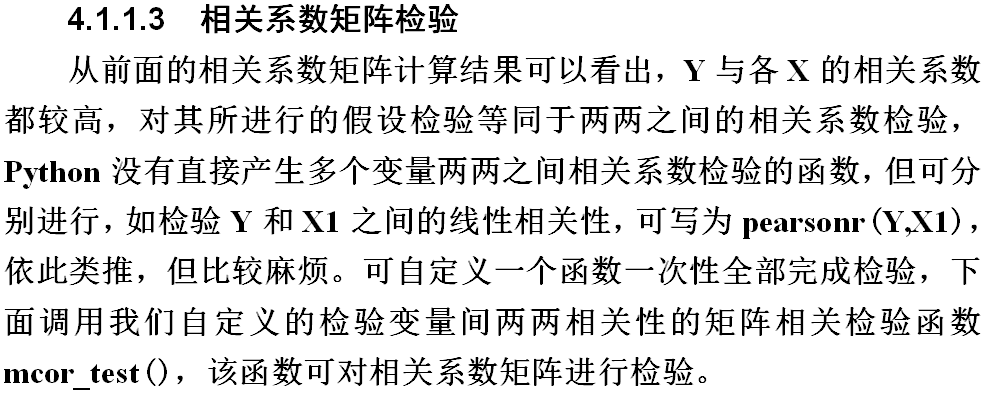 4.1.1.3 相关系数矩阵检验
从前面的相关系数矩阵计算结果可以看出，Y 与各 X 的相关系数
都较高，对其所进行的假设检验等同于两两之间的相关系数检验，
Python 没有直接产生多个变量两两之间相关系数检验的函数，但可分
别进行，如检验 Y 和 X1 之间的线性相关性，可写为 pearsonr(Y,X1)，
依此类推，但比较麻烦。可自定义一个函数一次性全部完成检验，下
面调用我们自定义的检验变量间两两相关性的矩阵相关检验函数
mcor_test()，该函数可对相关系数矩阵进行检验。